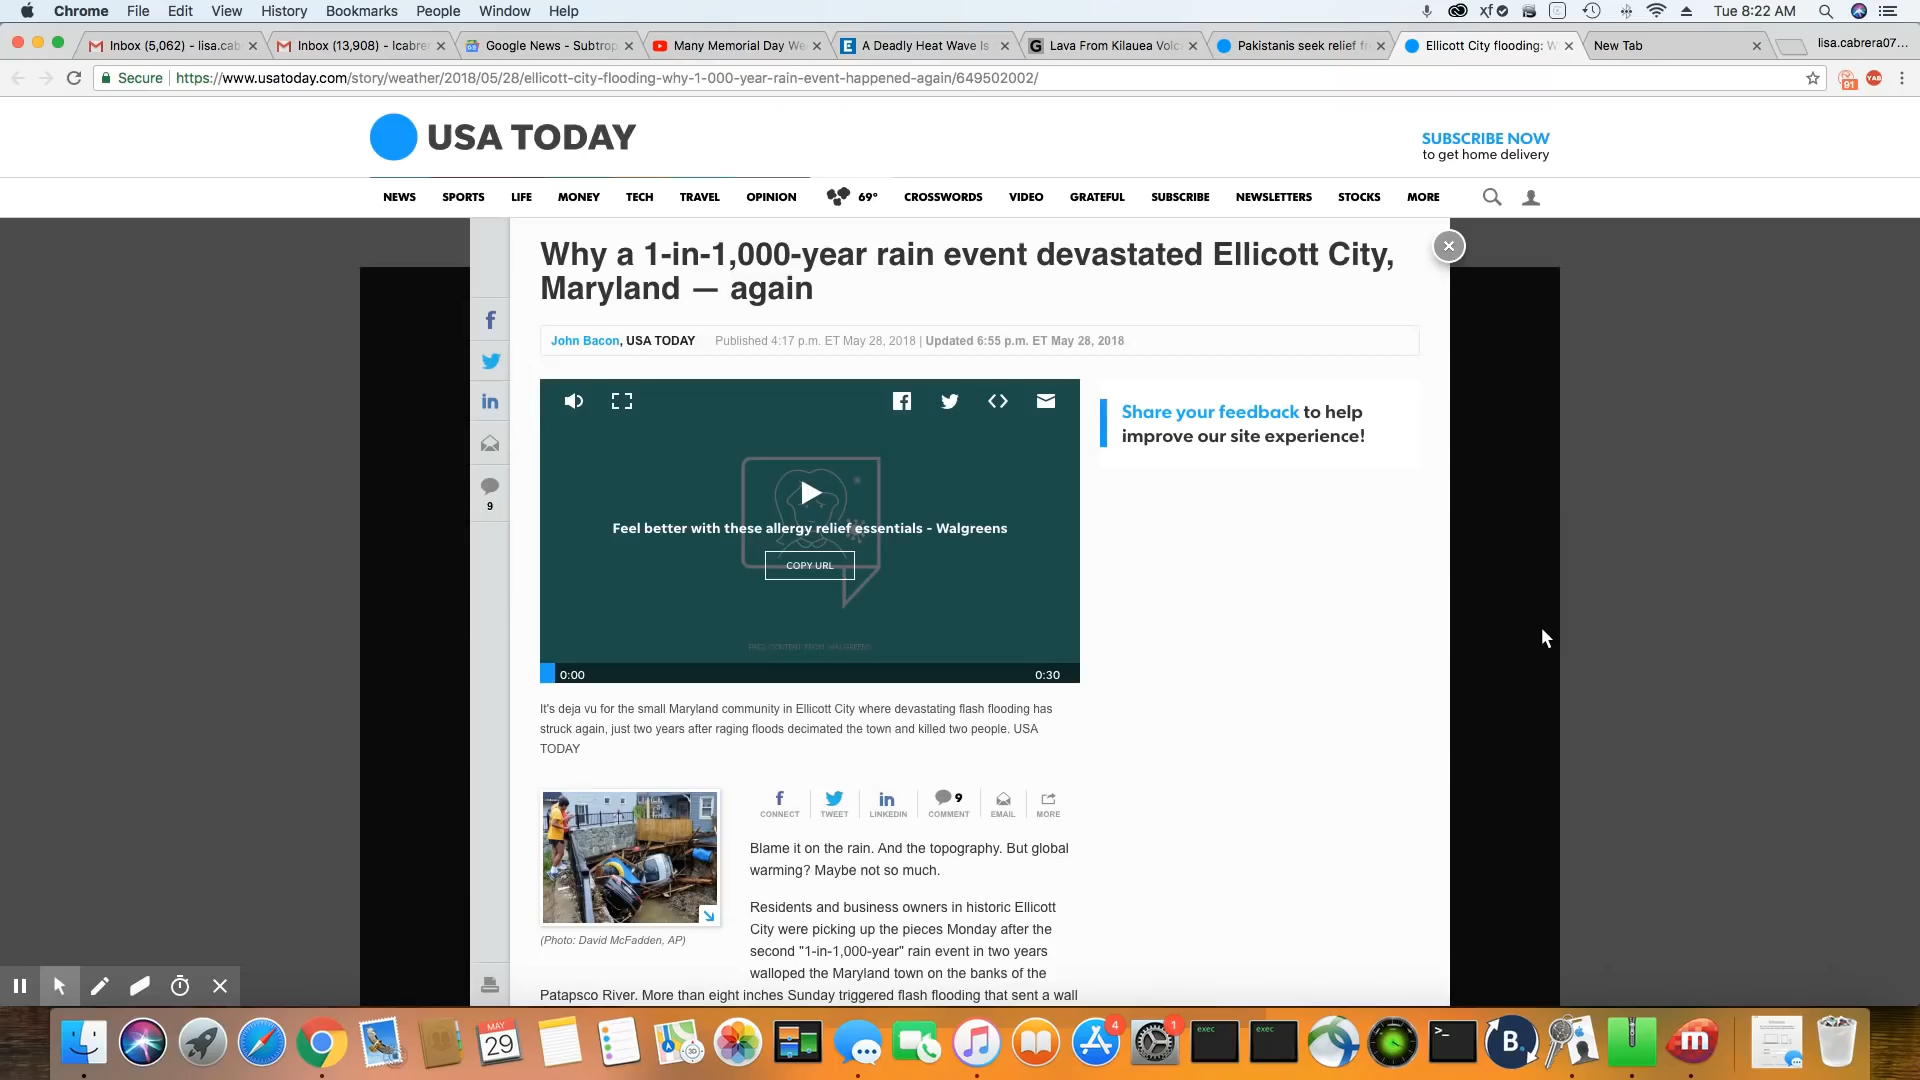 Chrome File Edit View History Bookmarks People Window Help
Tue 8:22 AM
Inbox (5,062) - lisa.cab
Inbox (13,908) - lcabre
Google News - Subtrop
Many Memorial Day We
A Deadly Heat Wave Is
Lava From Kilauea Volc
Pakistanis seek relief fr
Ellicott City flooding: W
New Tab
lisa.cabrera07...
Secure https://www.usatoday.com/story/weather/2018/05/28/ellicott-city-flooding-why-1-000-year-rain-event-happened-again/649502002/
91
YAB
USA TODAY
SUBSCRIBE NOW
to get home delivery
NEWS SPORTS LIFE MONEY TECH TRAVEL OPINION 69° CROSSWORDS VIDEO GRATEFUL SUBSCRIBE NEWSLETTERS STOCKS MORE
Why a 1-in-1,000-year rain event devastated Ellicott City,
Maryland — again
John Bacon, USA TODAY Published 4:17 p.m. ET May 28, 2018 | Updated 6:55 p.m. ET May 28, 2018
Share your feedback to help
improve our site experience!
9
Feel better with these allergy relief essentials - Walgreens
COPY URL
PAID CONTENT FROM WALGREENS
0:00 0:30
It's deja vu for the small Maryland community in Ellicott City where devastating flash flooding has
struck again, just two years after raging floods decimated the town and killed two people. USA
TODAY
9
CONNECT TWEET LINKEDIN COMMENT EMAIL MORE
Blame it on the rain. And the topography. But global
warming? Maybe not so much.
Residents and business owners in historic Ellicott
City were picking up the pieces Monday after the
second "1-in-1,000-year" rain event in two years
walloped the Maryland town on the banks of the
Patapsco River. More than eight inches Sunday triggered flash flooding that sent a wall
(Photo: David McFadden, AP)
MAY
29
3D
4
1
exec
exec
>_
B.
m